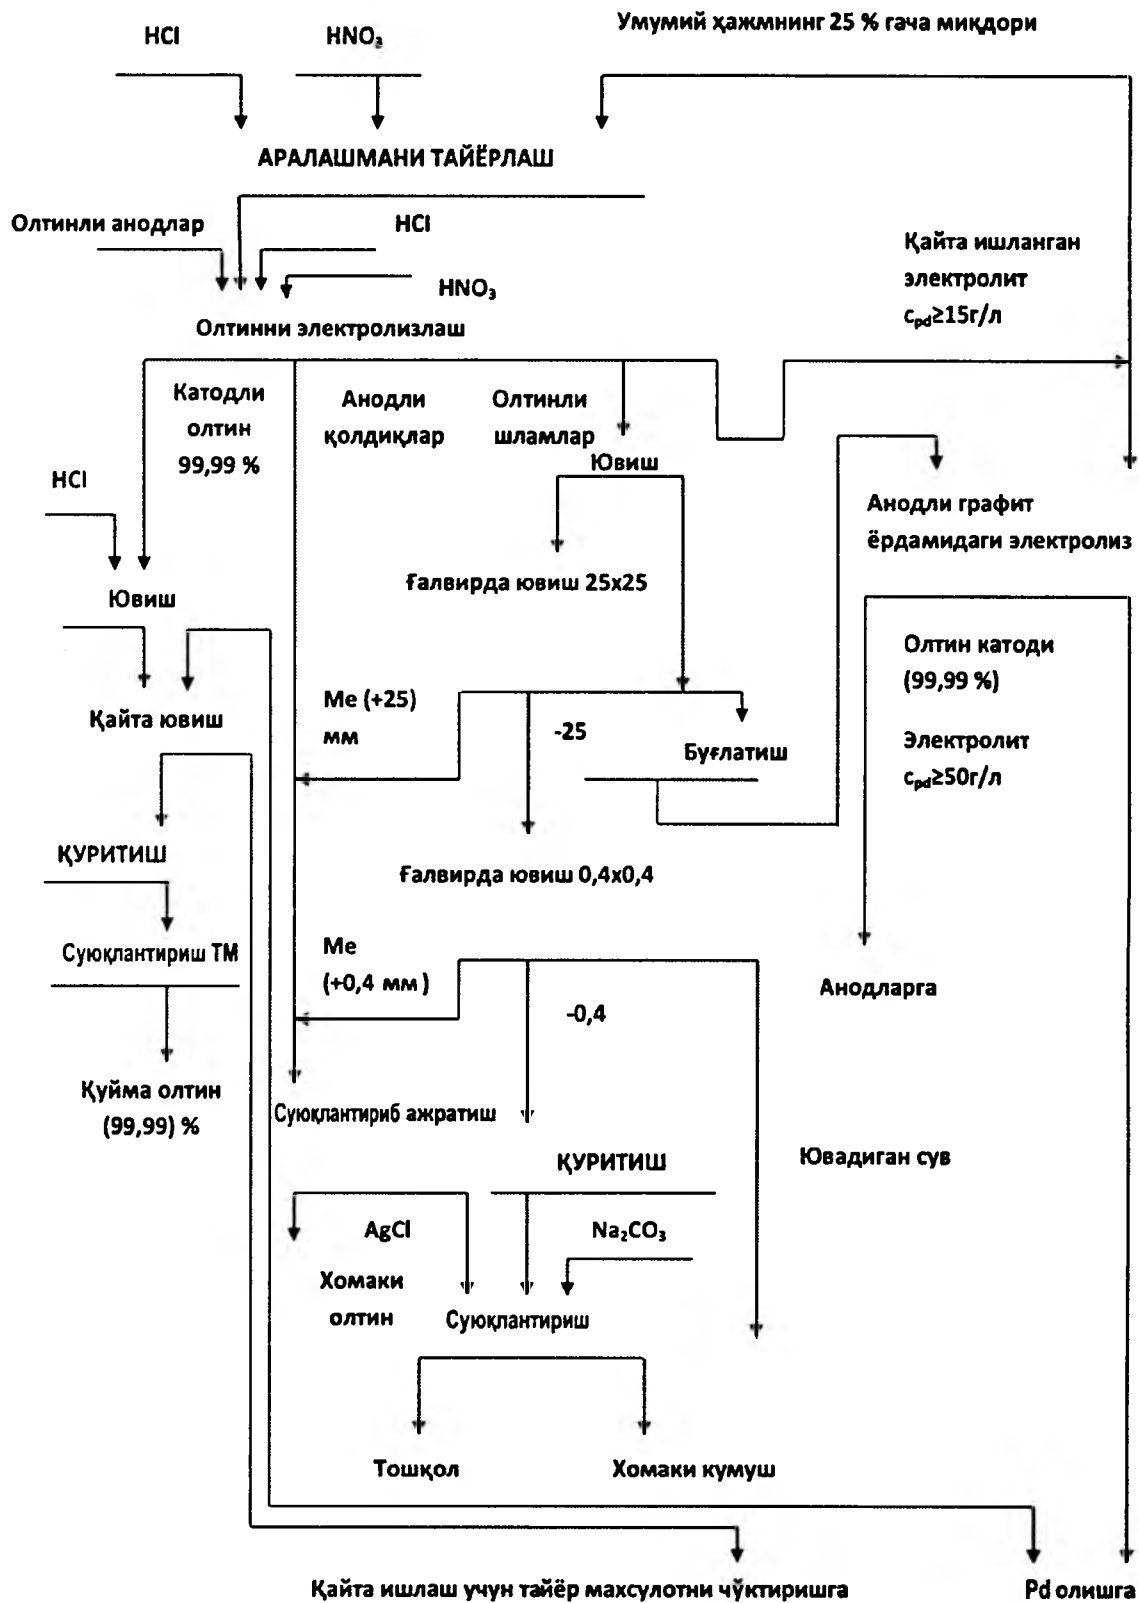 Умумий ҳажмнинг 25 % гача миқдори
HCl
HNO₃
АРАЛАШМАНИ ТАЙЁРЛАШ
Олтинли анодлар
HCl
HNO₃
Қайта ишланган
электролит
c_pd≥15г/л
Олтинни электролизлаш
Катодли
олтин
99,99 %
Анодли
қолдиқлар
Олтинли
шламлар
Ювиш
HCl
Анодли графит
ёрдамидаги электролиз
Ғалвирда ювиш 25х25
Ювиш
Олтин катоди
(99,99 %)
Ме (+25)
мм
-25
Қайта ювиш
Буғлатиш
Электролит
c_pd≥50г/л
ҚУРИТИШ
Ғалвирда ювиш 0,4х0,4
Суюқлантириш ТМ
Ме
(+0,4 мм )
-0,4
Анодларга
Қуйма олтин
(99,99) %
Суюқлантириб ажратиш
ҚУРИТИШ
Ювадиган сув
AgCl
Na₂CO₃
Хомаки
олтин
Суюқлантириш
Тошқол
Хомаки кумуш
Қайта ишлаш учун тайёр махсулотни чўктиришга
Pd олишга